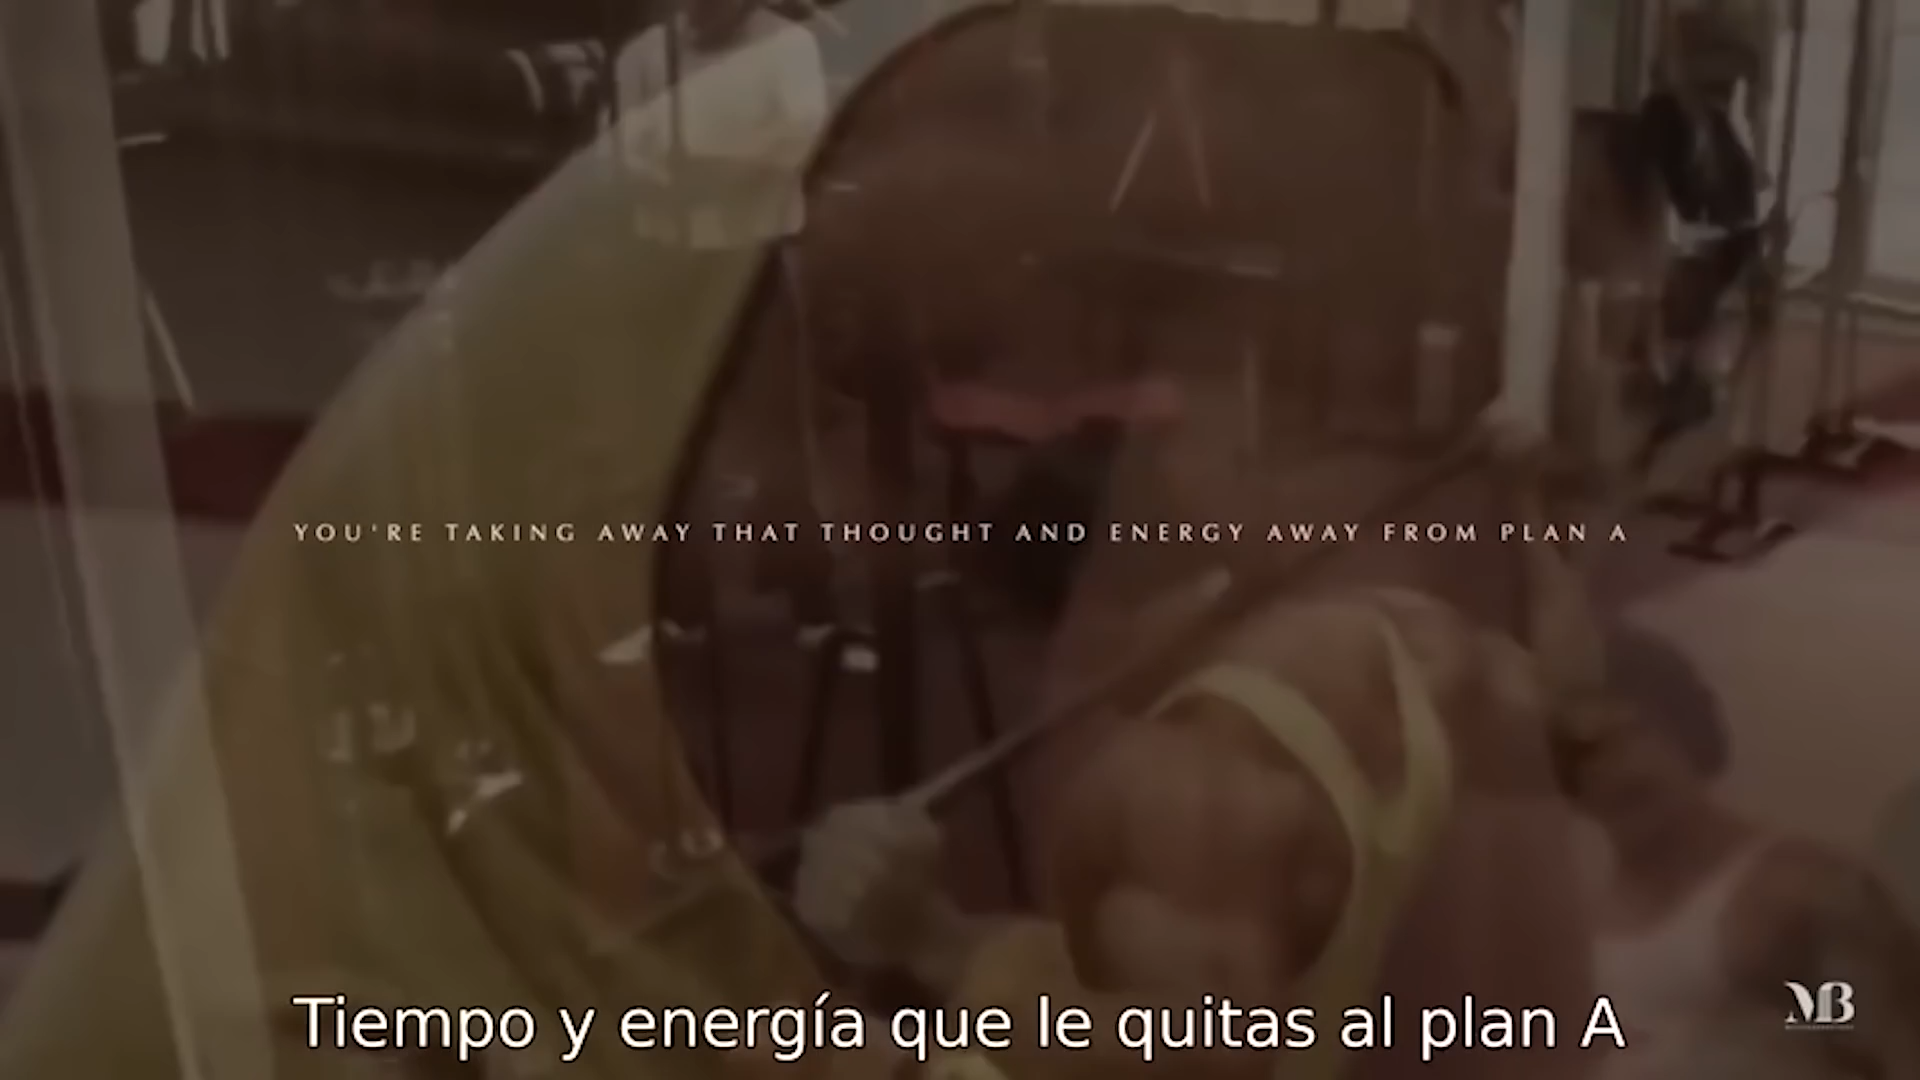 YOU'RE TAKING AWAY THAT THOUGHT AND ENERGY AWAY FROM PLAN A
Tiempo y energía que le quitas al plan A
MB